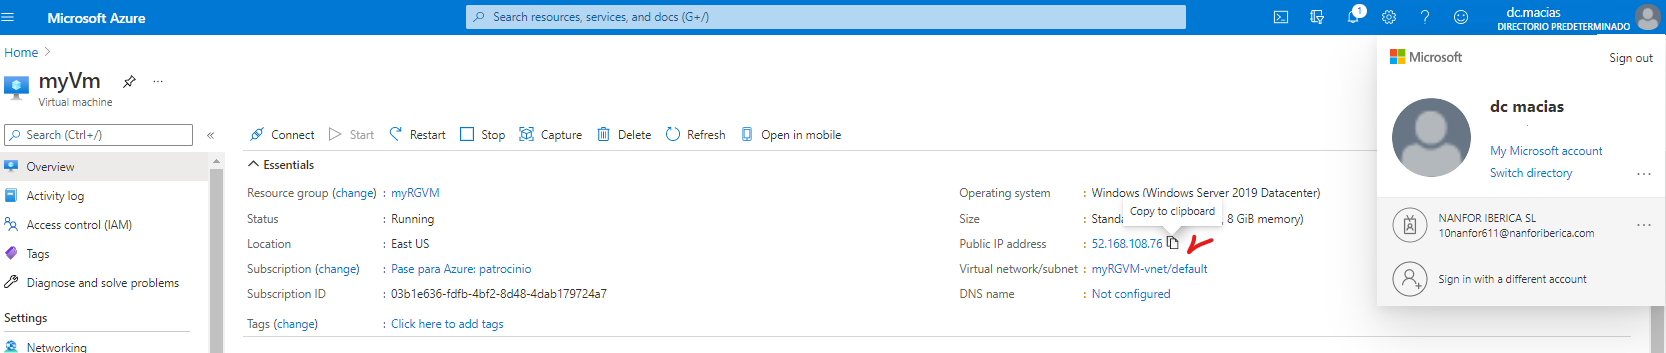 Microsoft Azure
Search resources, services, and docs (G+/)
1
dc.macias
DIRECTORIO PREDETERMINADO
Home
myVm
Virtual machine
Search (Ctrl+/)
Overview
Activity log
Access control (IAM)
Tags
Diagnose and solve problems
Settings
Networking
Connect
Start
Restart
Stop
Capture
Delete
Refresh
Open in mobile
Essentials
Resource group (change) : myRGVM
Status : Running
Location : East US
Subscription (change) : Pase para Azure: patrocinio
Subscription ID : 03b1e636-fdfb-4bf2-8d48-4dab179724a7
Tags (change) : Click here to add tags
Operating system : Windows (Windows Server 2019 Datacenter)
Copy to clipboard
Size : Standa , 8 GiB memory)
Public IP address : 52.168.108.76
Virtual network/subnet : myRGVM-vnet/default
DNS name : Not configured
Microsoft
Sign out
dc macias
My Microsoft account
Switch directory
NANFOR IBERICA SL
10nanfor611@nanforiberica.com
Sign in with a different account